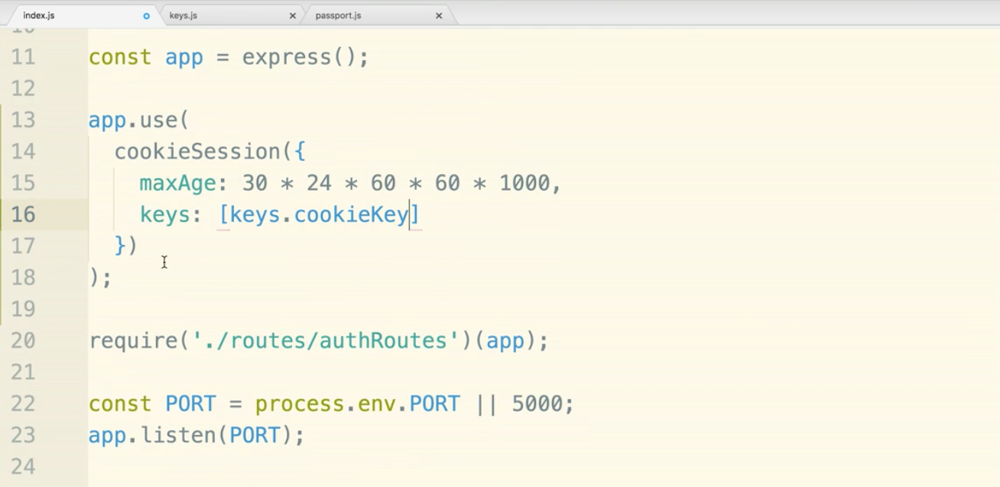 index.js keys.js × passport.js ×
11 const app = express();
12
13 app.use(
14 cookieSession({
15 maxAge: 30 * 24 * 60 * 60 * 1000,
16 keys: [keys.cookieKey]
17 })
18 );
19
20 require('./routes/authRoutes')(app);
21
22 const PORT = process.env.PORT || 5000;
23 app.listen(PORT);
24